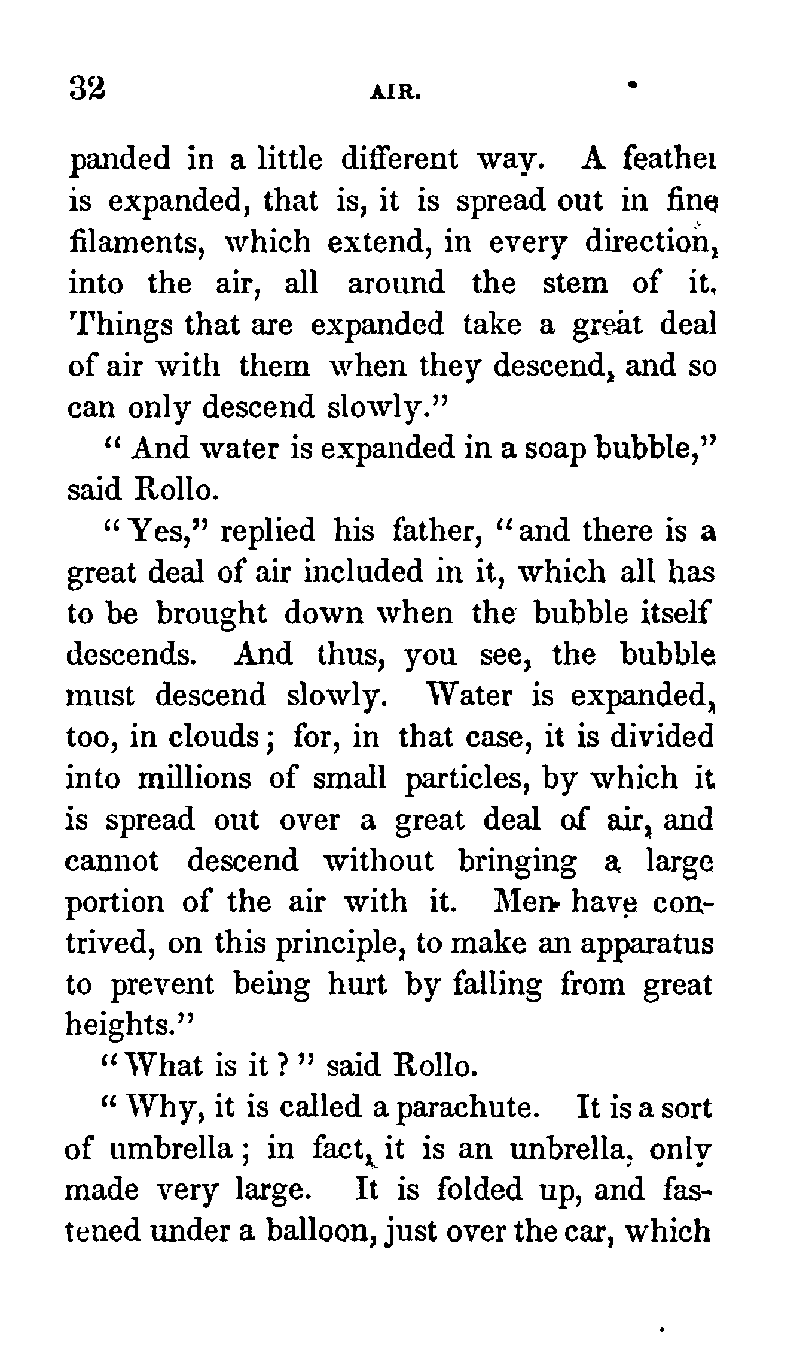 32 AIR.
panded in a little different way. A feather
is expanded, that is, it is spread out in fine
filaments, which extend, in every direction,
into the air, all around the stem of it.
Things that are expanded take a great deal
of air with them when they descend, and so
can only descend slowly.”
“ And water is expanded in a soap bubble,”
said Rollo.
“ Yes,” replied his father, “ and there is a
great deal of air included in it, which all has
to be brought down when the bubble itself
descends. And thus, you see, the bubble
must descend slowly. Water is expanded,
too, in clouds ; for, in that case, it is divided
into millions of small particles, by which it
is spread out over a great deal of air, and
cannot descend without bringing a large
portion of the air with it. Men have con-
trived, on this principle, to make an apparatus
to prevent being hurt by falling from great
heights.”
“ What is it ? ” said Rollo.
“ Why, it is called a parachute. It is a sort
of umbrella ; in fact, it is an unbrella, only
made very large. It is folded up, and fas-
tened under a balloon, just over the car, which